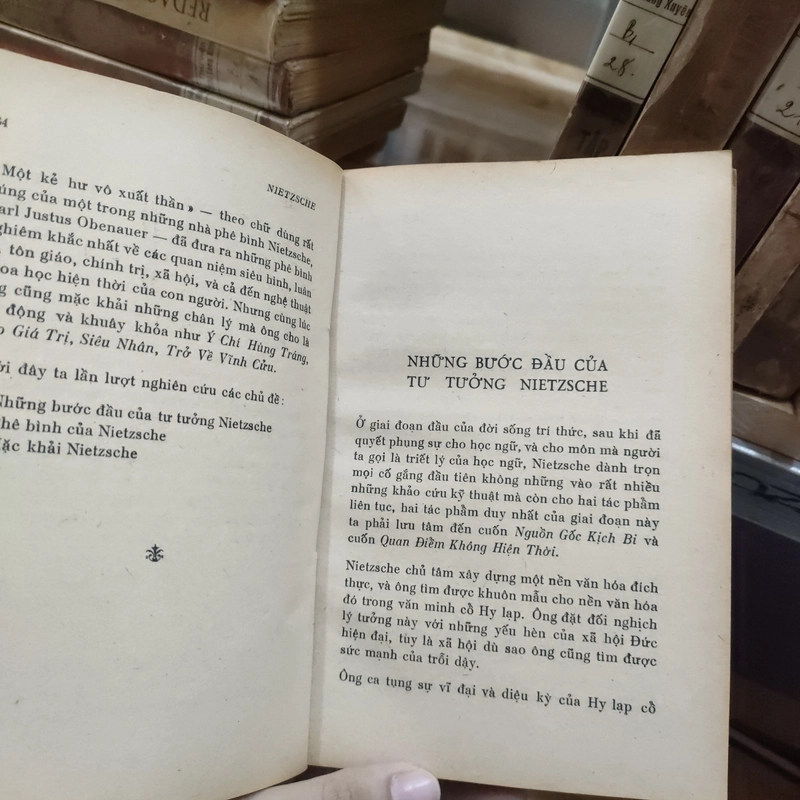 RÉDAC
Xuyên
B1
28.
NIETZSCHE
Một kẻ hư vô xuất thần » — theo chữ dùng rất
của một trong những nhà phê bình Nietzsche,
Justus Obenauer — đã đưa ra những phê bình
khắc nhất về các quan niệm siêu hình, luân
tôn giáo, chính trị, xã hội, và cả đến nghệ thuật
học hiện thời của con người. Nhưng cùng lúc
cũng mặc khải những chân lý mà ông cho là
động và khuây khỏa như Ý Chí Hùng Tráng,
Giá Trị, Siêu Nhân, Trở Về Vĩnh Cửu.
đây ta lần lượt nghiên cứu các chủ đề :
Những bước đầu của tư tưởng Nietzsche
của Nietzsche
khải Nietzsche
NHỮNG BƯỚC ĐẦU CỦA
TƯ TƯỞNG NIETZSCHE
Ở giai đoạn đầu của đời sống trí thức, sau khi đã
quyết phụng sự cho học ngữ, và cho môn mà người
ta gọi là triết lý của học ngữ, Nietzsche dành trọn
mọi cố gắng đầu tiên không những vào rất nhiều
những khảo cứu kỹ thuật mà còn cho hai tác phẩm
liên tục, hai tác phẩm duy nhất của giai đoạn này
ta phải lưu tâm đến cuốn Nguồn Gốc Kịch Bi và
cuốn Quan Điểm Không Hiện Thời.
Nietzsche chủ tâm xây dựng một nền văn hóa đích
thực, và ông tìm được khuôn mẫu cho nền văn hóa
đó trong văn minh cổ Hy lạp. Ông đặt đối nghịch
lý tưởng này với những yếu hèn của xã hội Đức
hiện đại, tùy là xã hội dù sao ông cũng tìm được
sức mạnh của trỗi dậy.
Ông ca tụng sự vĩ đại và diệu kỳ của Hy lạp cổ